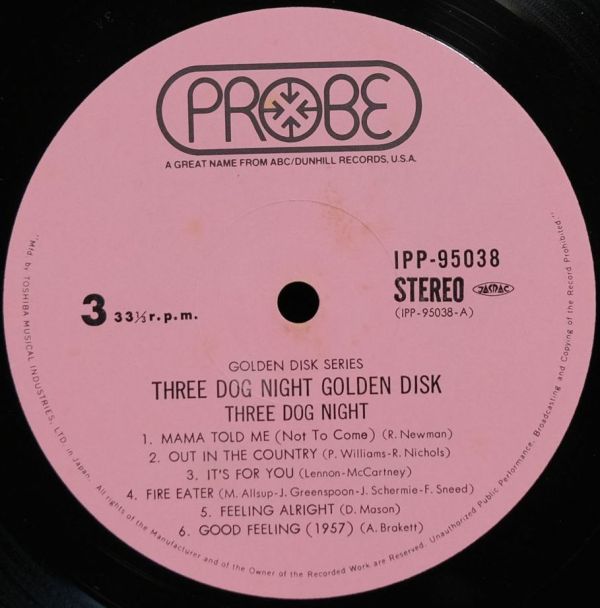 PROBE
A GREAT NAME FROM ABC/DUNHILL RECORDS, U.S.A.
IPP-95038
3 33⅓ r.p.m.
STEREO JASRAC
(IPP-95038-A)
GOLDEN DISK SERIES
THREE DOG NIGHT GOLDEN DISK
THREE DOG NIGHT
1. MAMA TOLD ME (Not To Come) (R. Newman)
2. OUT IN THE COUNTRY (P. Williams-R. Nichols)
3. IT'S FOR YOU (Lennon-McCartney)
4. FIRE EATER (M. Allsup-J. Greenspoon-J. Schermie-F. Sneed)
5. FEELING ALRIGHT (D. Mason)
6. GOOD FEELING (1957) (A. Brakett)
"Mfd. by TOSHIBA MUSICAL INDUSTRIES, LTD. in Japan. All rights of the Manufacturer and of the Owner of the Recorded Work are Reserved. Unauthorized Public Performance, Broadcasting and Copying of the Record Prohibited."